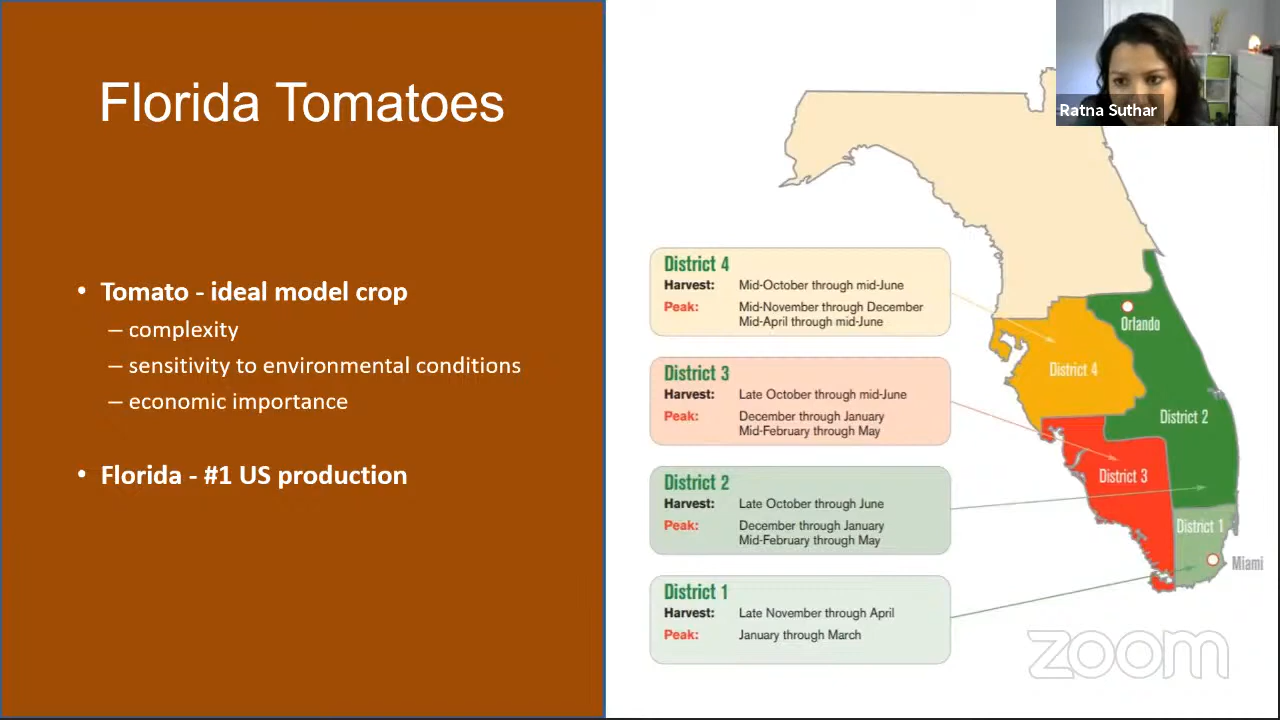 Florida Tomatoes
• Tomato - ideal model crop
– complexity
– sensitivity to environmental conditions
– economic importance
• Florida - #1 US production
Ratna Suthar
District 4
Harvest: Mid-October through mid-June
Peak: Mid-November through December
Mid-April through mid-June
District 3
Harvest: Late October through mid-June
Peak: December through January
Mid-February through May
District 2
Harvest: Late October through June
Peak: December through January
Mid-February through May
District 1
Harvest: Late November through April
Peak: January through March
Orlando
District 4
District 2
District 3
District 1
Miami
zoom